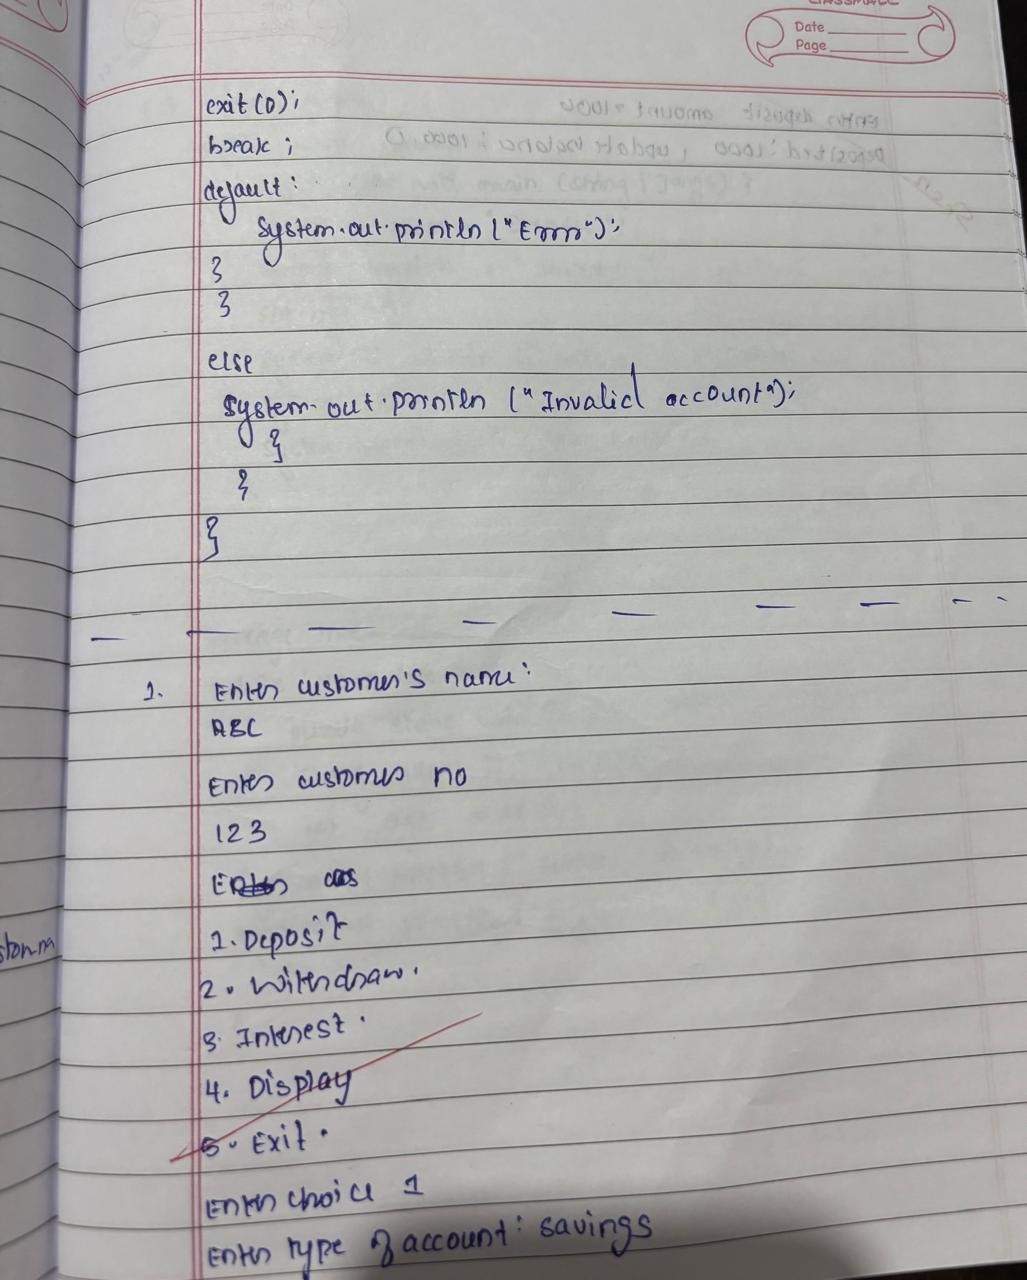 Date
Page
exit(0);
break;
default:
System.out.println("Error");
}
}
else
System.out.println("Invalid account");
}
}
}
1. Enter customer's name:
ABC
Enter customer no
123
1. Deposit
2. Withdraw.
3. Interest.
4. Display
5. Exit.
Enter choice 1
Enter type of account: savings